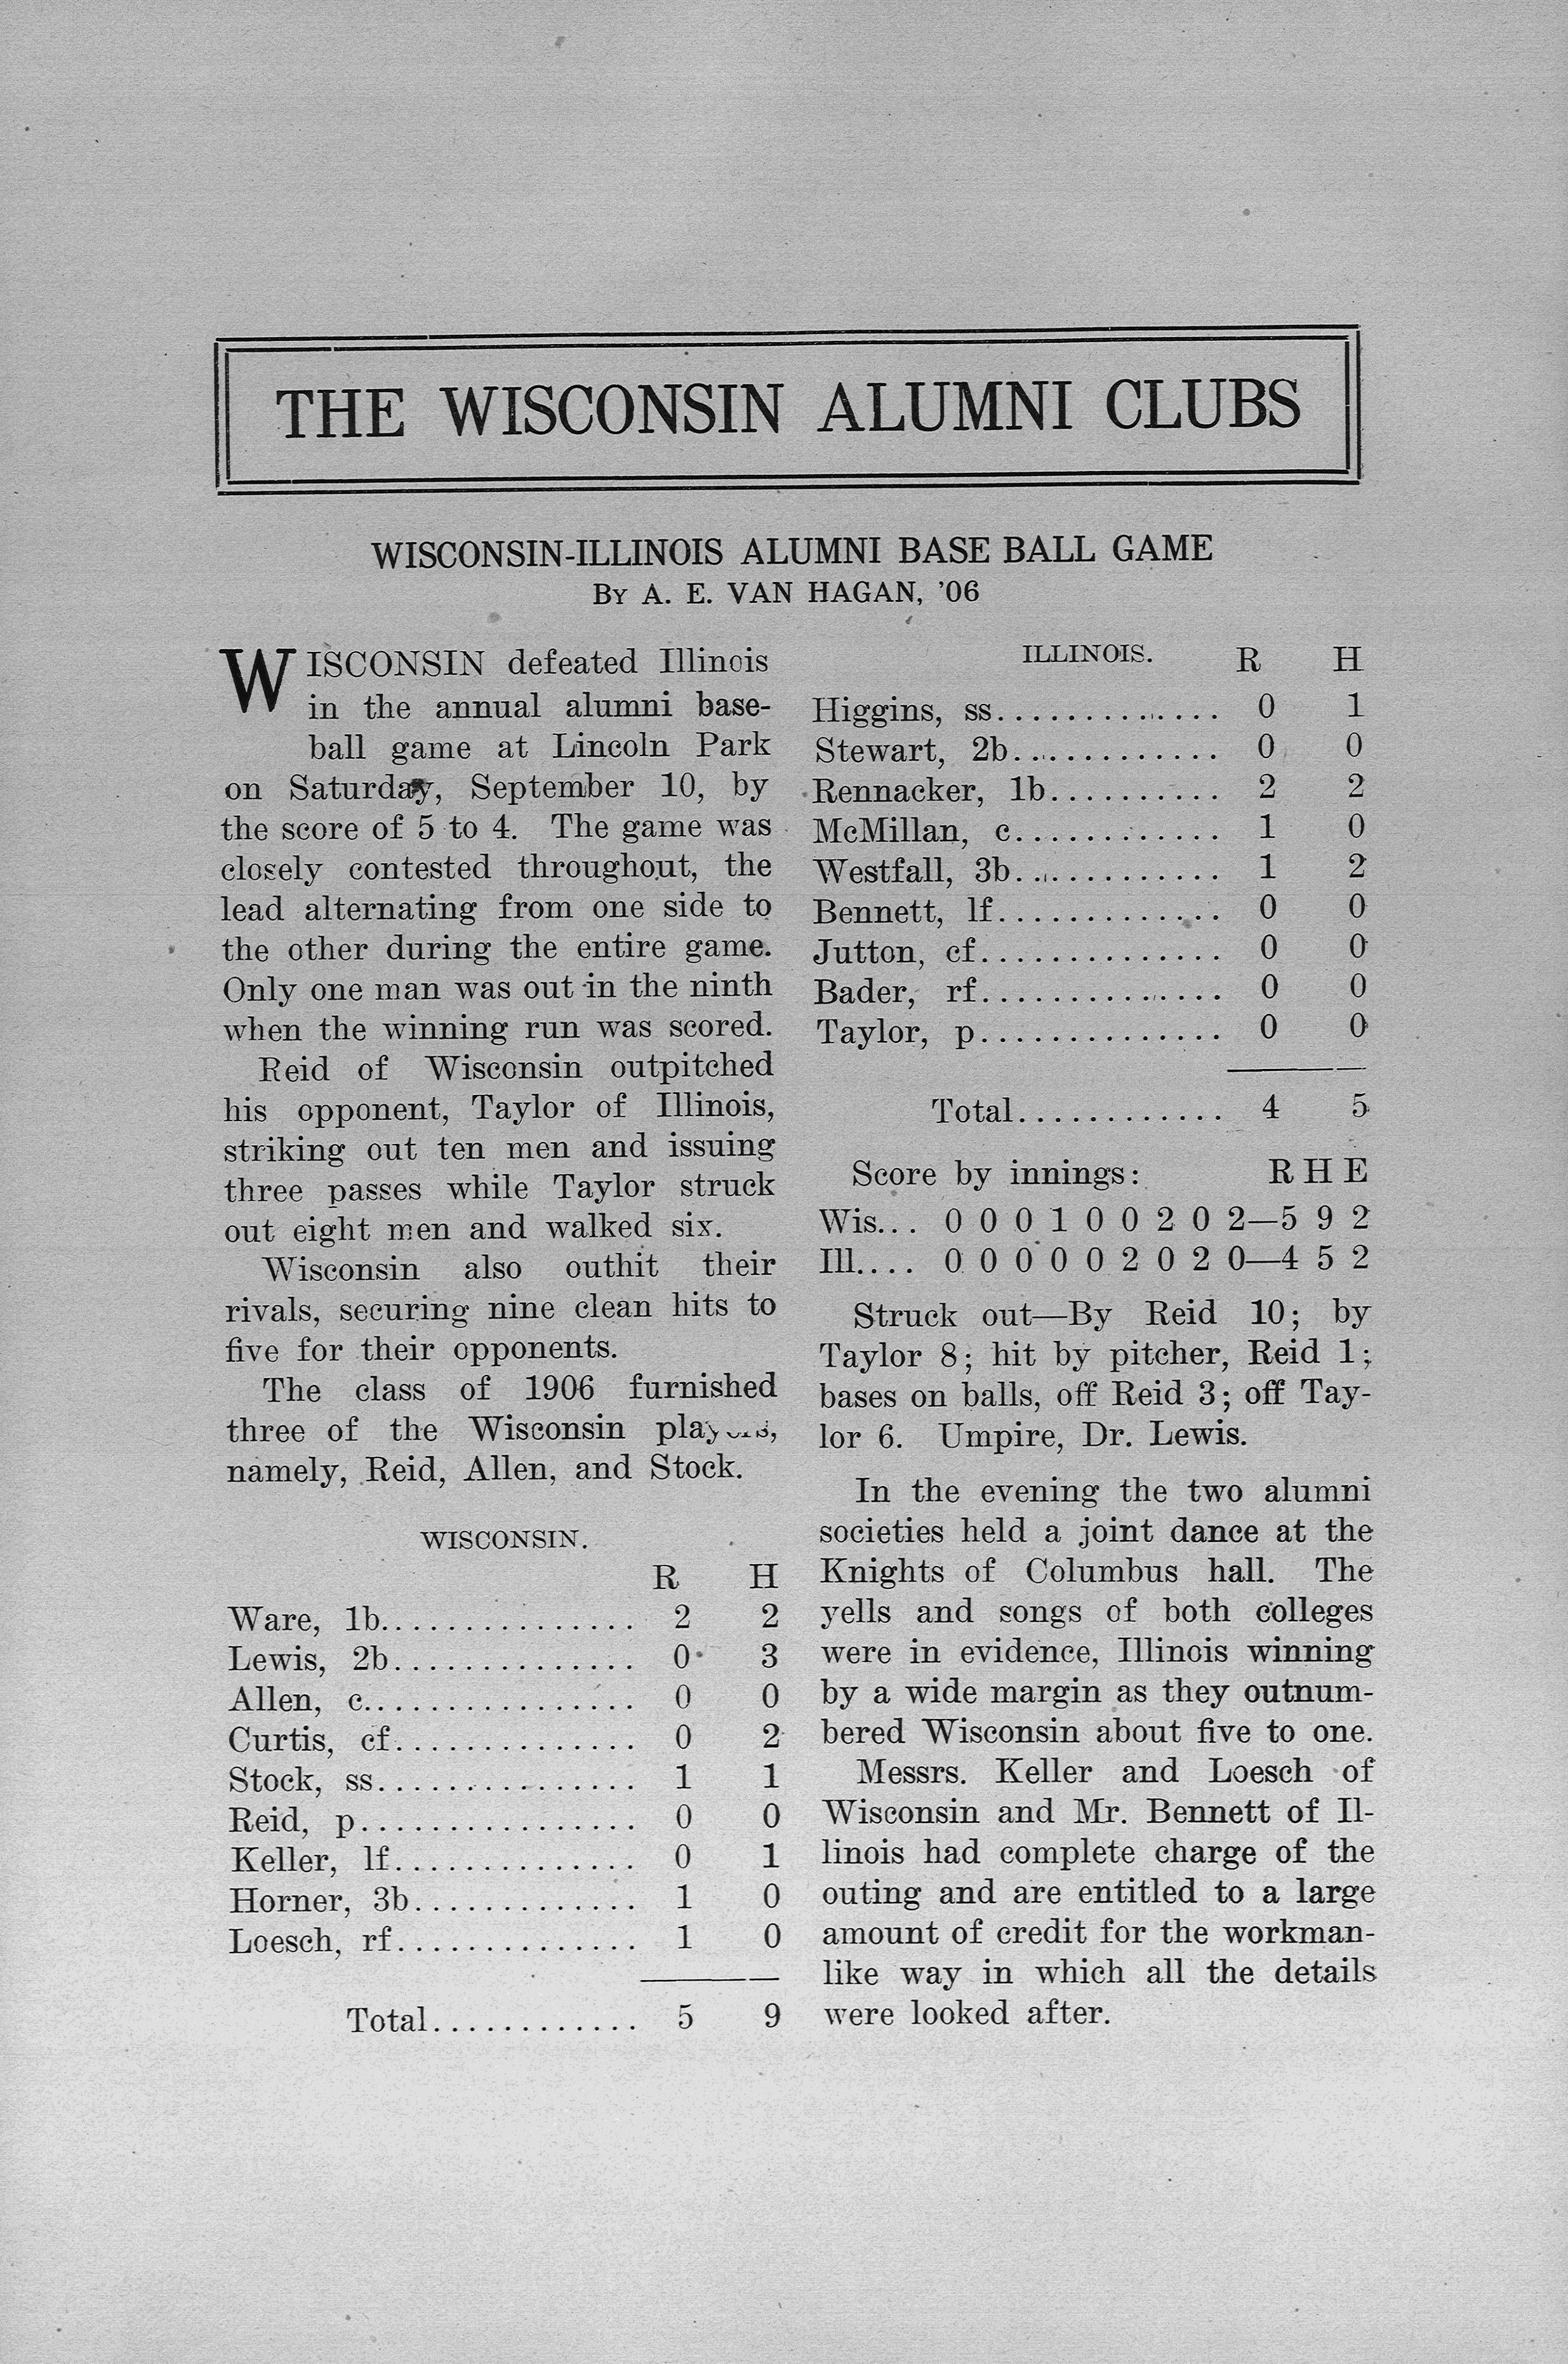 THE WISCONSIN ALUMNI CLUBS
WISCONSIN-ILLINOIS ALUMNI BASE BALL GAME
BY A. E. VAN HAGAN, '06
WISCONSIN defeated Illinois
in the annual alumni base-
ball game at Lincoln Park
on Saturday, September 10, by
the score of 5 to 4. The game was
closely contested throughout, the
lead alternating from one side to
the other during the entire game.
Only one man was out in the ninth
when the winning run was scored.
Reid of Wisconsin outpitched
his opponent, Taylor of Illinois,
striking out ten men and issuing
three passes while Taylor struck
out eight men and walked six.
Wisconsin also outhit their
rivals, securing nine clean hits to
five for their opponents.
The class of 1906 furnished
three of the Wisconsin players,
namely, Reid, Allen, and Stock.
WISCONSIN.
R H
Ware, 1b................ 2 2
Lewis, 2b.............. 0 3
Allen, c................ 0 0
Curtis, cf.............. 0 2
Stock, ss............... 1 1
Reid, p................ 0 0
Keller, lf.............. 0 1
Horner, 3b............. 1 0
Loesch, rf.............. 1 0
Total............ 5 9
ILLINOIS. R H
Higgins, ss.............. 0 1
Stewart, 2b............. 0 0
Rennacker, 1b.......... 2 2
McMillan, c............. 1 0
Westfall, 3b............ 1 2
Bennett, lf............. 0 0
Jutton, cf.............. 0 0
Bader, rf.............. 0 0
Taylor, p.............. 0 0
Total............ 4 5
Score by innings: R H E
Wis... 0 0 0 1 0 0 2 0 2—5 9 2
Ill.... 0 0 0 0 0 2 0 2 0—4 5 2
Struck out—By Reid 10; by
Taylor 8; hit by pitcher, Reid 1;
bases on balls, off Reid 3; off Tay-
lor 6. Umpire, Dr. Lewis.
In the evening the two alumni
societies held a joint dance at the
Knights of Columbus hall. The
yells and songs of both colleges
were in evidence, Illinois winning
by a wide margin as they outnum-
bered Wisconsin about five to one.
Messrs. Keller and Loesch of
Wisconsin and Mr. Bennett of Il-
linois had complete charge of the
outing and are entitled to a large
amount of credit for the workman-
like way in which all the details
were looked after.